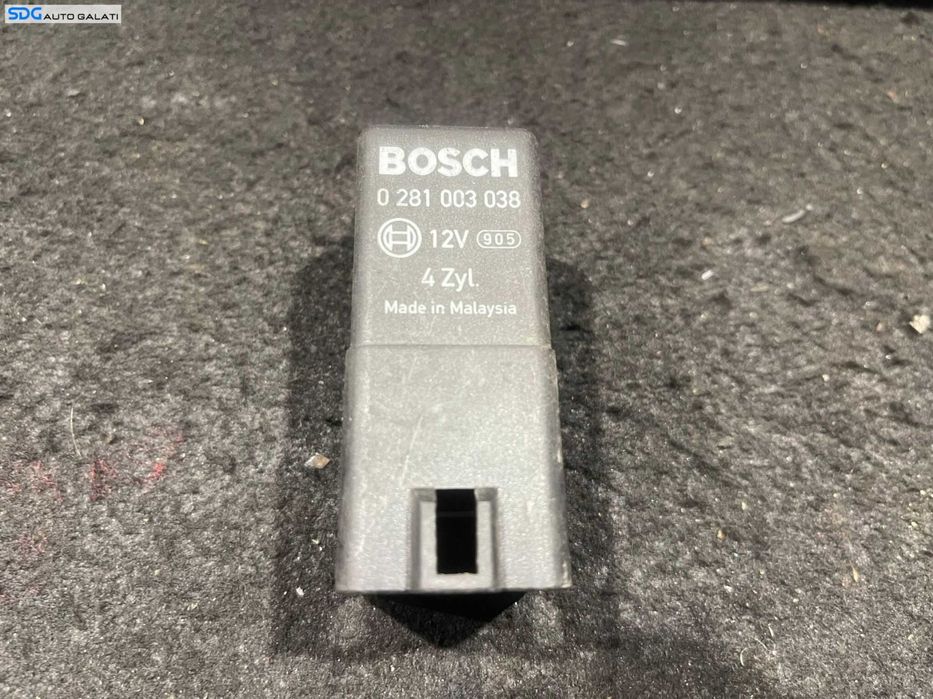 SDG AUTO GALATI
BOSCH
0 281 003 038
12V 905
4 Zyl.
Made in Malaysia